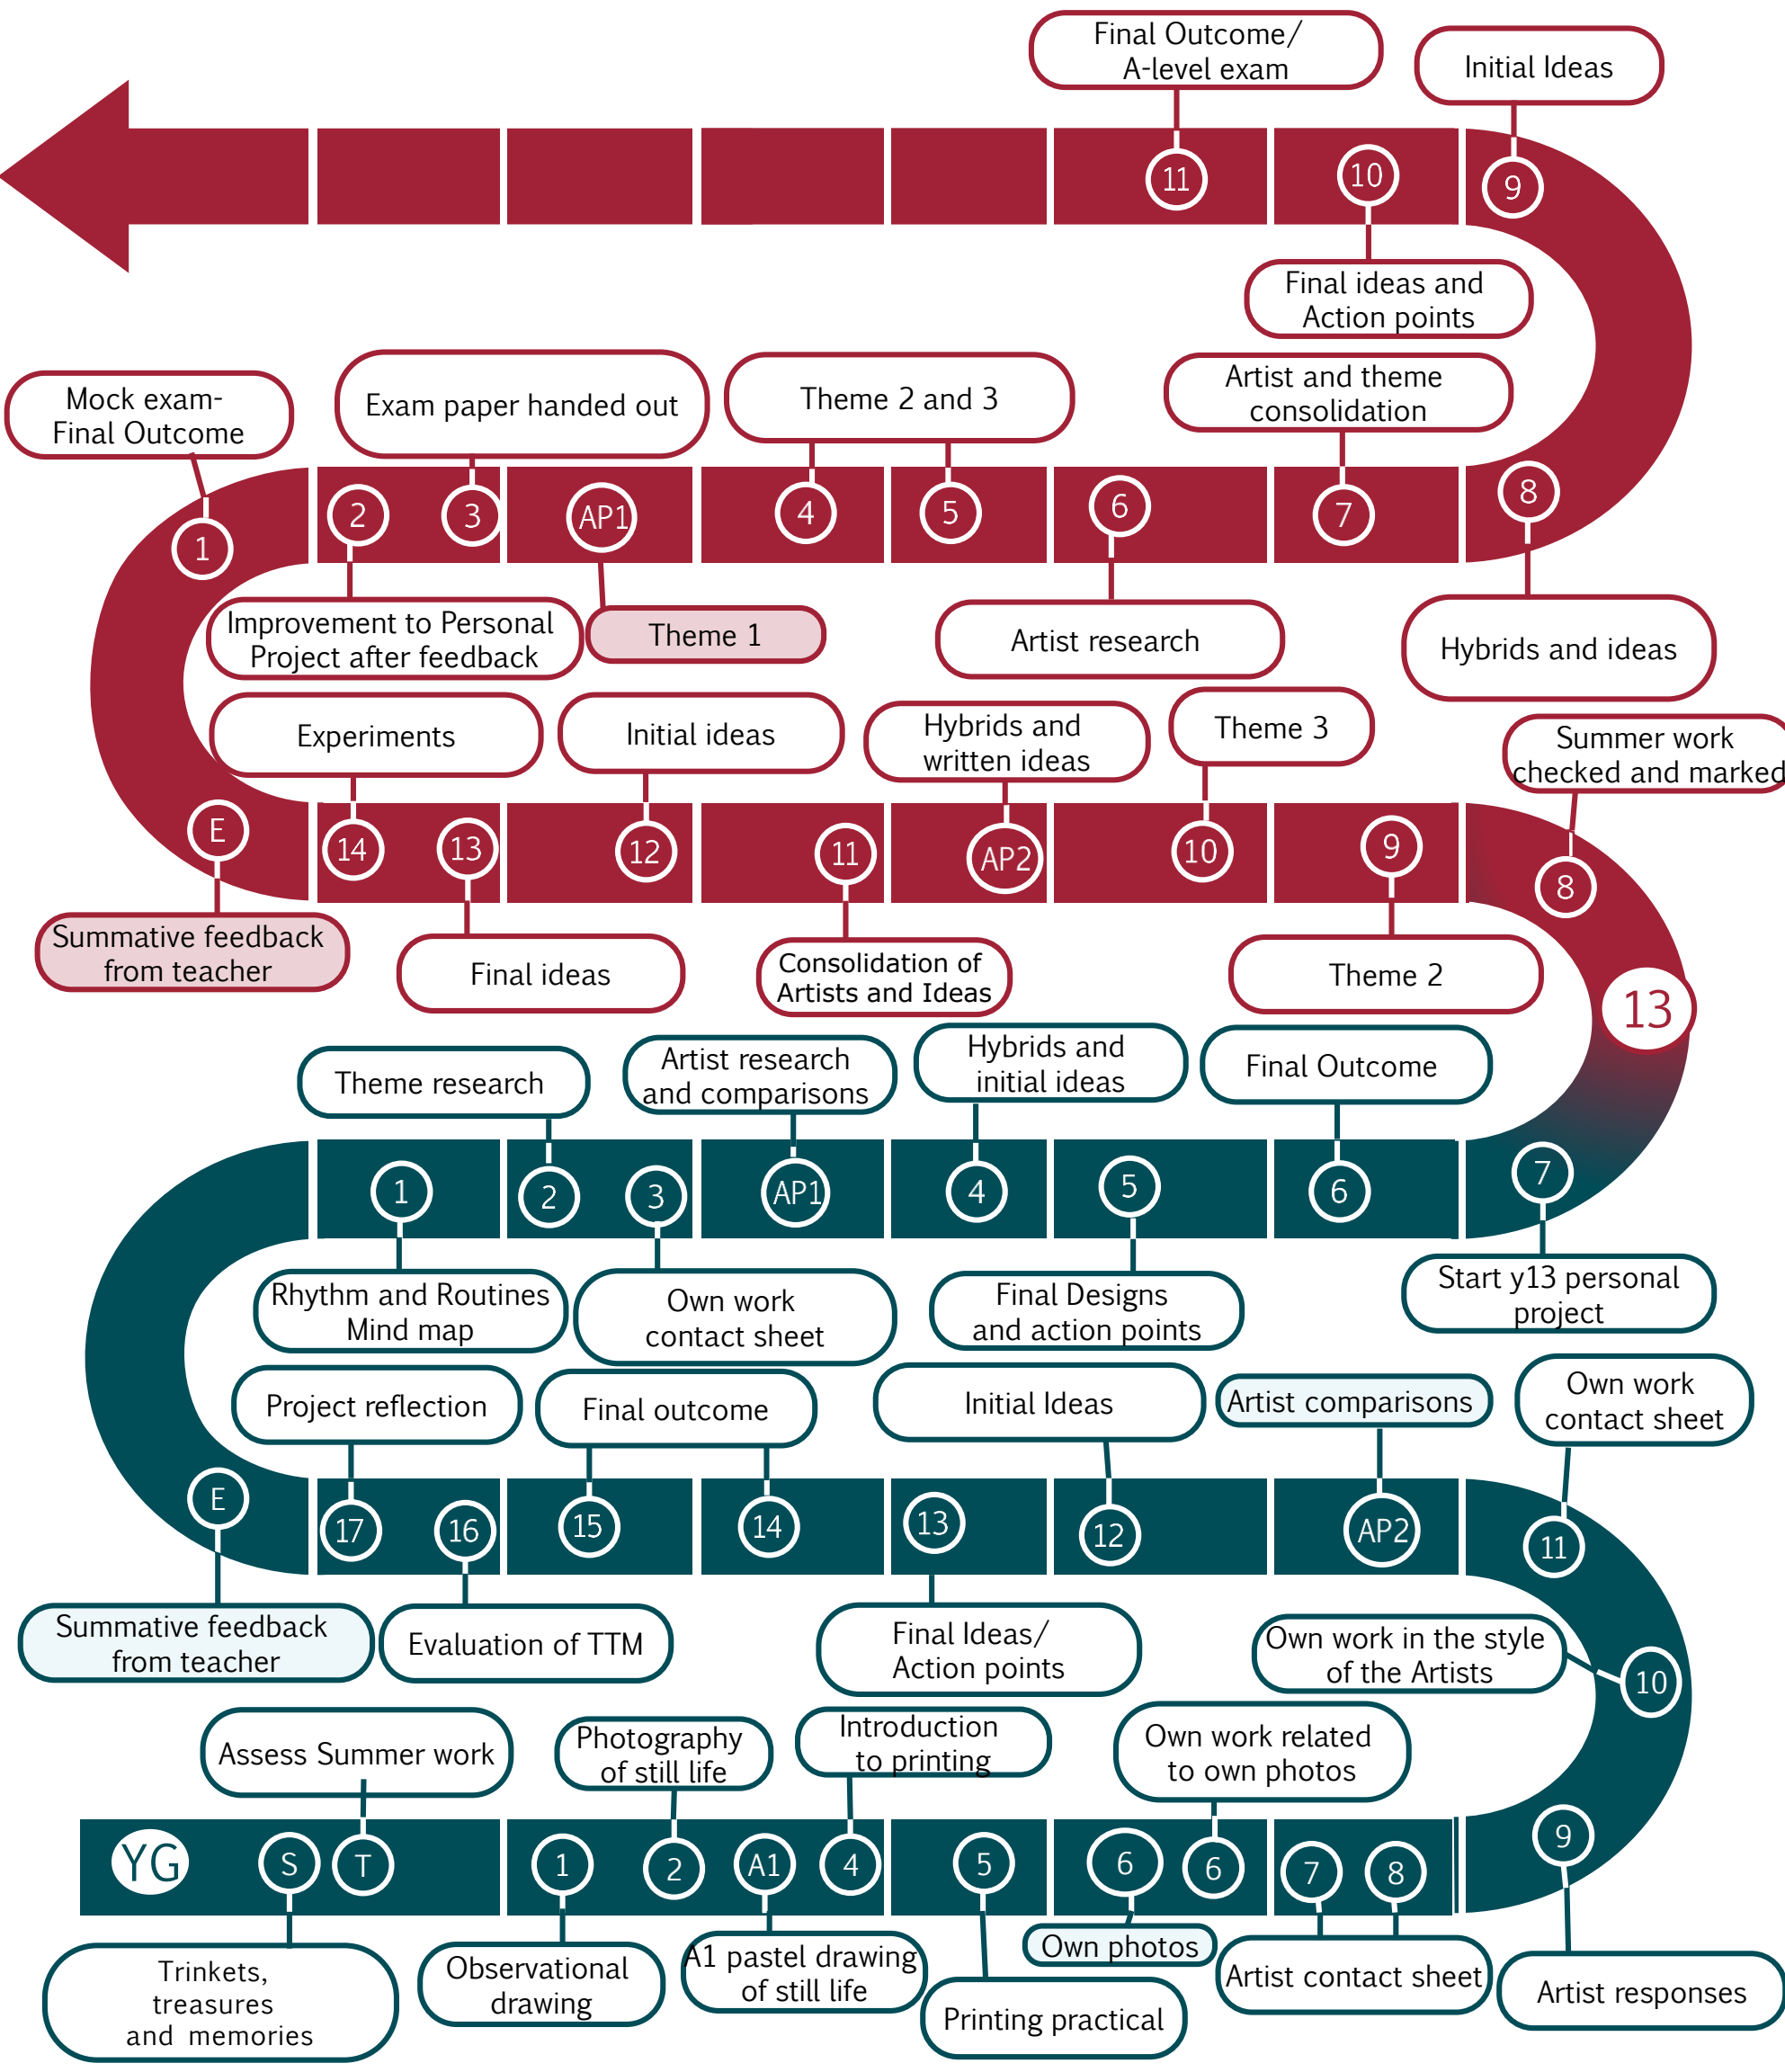 Final Outcome/
A-level exam
Initial Ideas
11
10
9
Final ideas and
Action points
Mock exam-
Final Outcome
Exam paper handed out
Theme 2 and 3
Artist and theme
consolidation
1
2
3
AP1
4
5
6
7
8
Improvement to Personal
Project after feedback
Theme 1
Artist research
Hybrids and ideas
Experiments
Initial ideas
Hybrids and
written ideas
Theme 3
Summer work
checked and marked
E
14
13
12
11
AP2
10
9
8
Summative feedback
from teacher
Final ideas
Consolidation of
Artists and Ideas
Theme 2
13
Theme research
Artist research
and comparisons
Hybrids and
initial ideas
Final Outcome
1
2
3
AP1
4
5
6
7
Rhythm and Routines
Mind map
Own work
contact sheet
Final Designs
and action points
Start y13 personal
project
Project reflection
Final outcome
Initial Ideas
Artist comparisons
Own work
contact sheet
E
17
16
15
14
13
12
AP2
11
Summative feedback
from teacher
Evaluation of TTM
Final Ideas/
Action points
Own work in the style
of the Artists
10
Assess Summer work
Photography
of still life
Introduction
to printing
Own work related
to own photos
YG
S
T
1
2
A1
4
5
6
6
7
8
9
Trinkets,
treasures
and memories
Observational
drawing
A1 pastel drawing
of still life
Printing practical
Own photos
Artist contact sheet
Artist responses